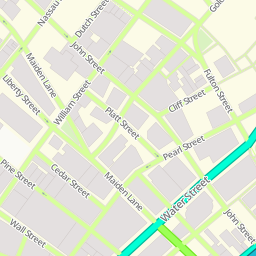 Nassau
Dutch Street
Gold
Maiden Lane
John Street
Fulton Street
Liberty Street
William Street
Cliff Street
Platt Street
Pearl Street
Pine Street
Cedar Street
Maiden Lane
Water Street
John Street
Wall Street